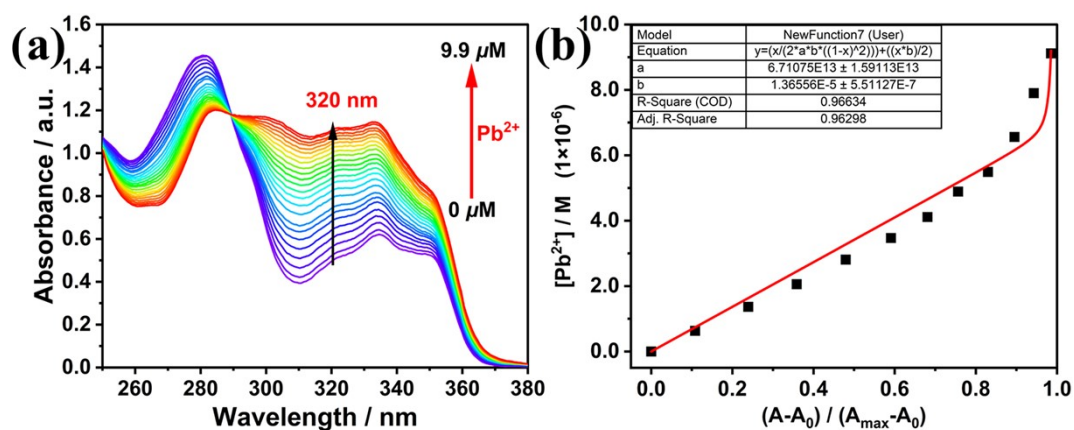 (a)
1.6
1.4
1.2
1.0
0.8
0.6
0.4
0.2
0.0
Absorbance / a.u.
260 280 300 320 340 360 380
Wavelength / nm
320 nm
9.9 µM
Pb²⁺
0 µM
(b)
10.0
8.0
6.0
4.0
2.0
0.0
[Pb²⁺] / M (1×10⁻⁶)
Model NewFunction7 (User)
Equation y=(x/(2*a*b*((1-x)^2)))+((x*b)/2)
a 6.71075E13 ± 1.59113E13
b 1.36556E-5 ± 5.51127E-7
R-Square (COD) 0.96634
Adj. R-Square 0.96298
0.0 0.2 0.4 0.6 0.8 1.0
(A-A₀) / (Aₘₐₓ-A₀)